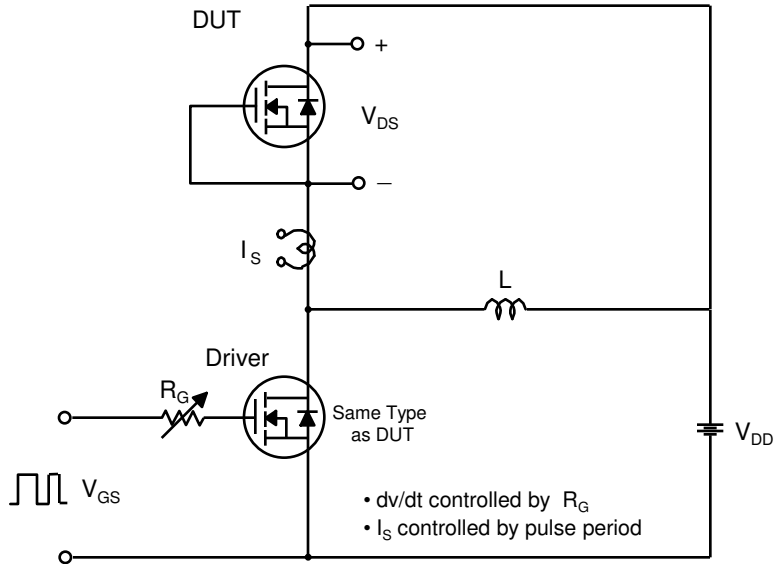 DUT
+
V_DS
–
I_S
L
Driver
R_G
Same Type
as DUT
V_DD
V_GS
• dv/dt controlled by R_G
• I_S controlled by pulse period